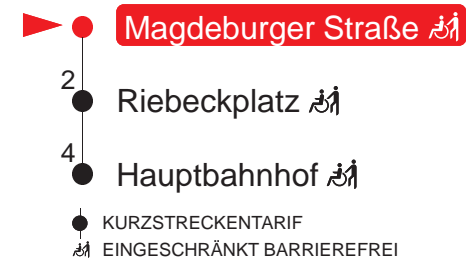 Magdeburger Straße
2
Riebeckplatz
4
Hauptbahnhof
KURZSTRECKENTARIF
EINGESCHRÄNKT BARRIEREFREI